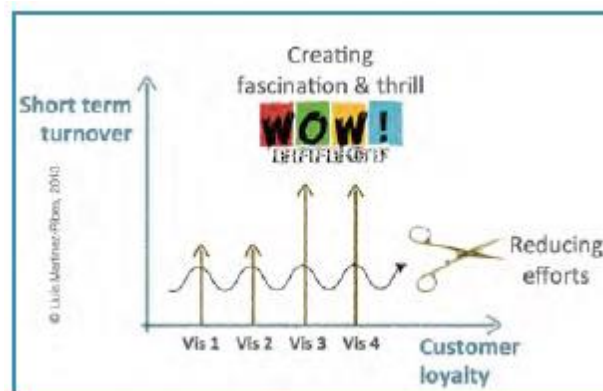 Creating
fascination & thrill
WOW!
Short term
turnover
Reducing
efforts
Vis 1 Vis 2 Vis 3 Vis 4
Customer
loyalty